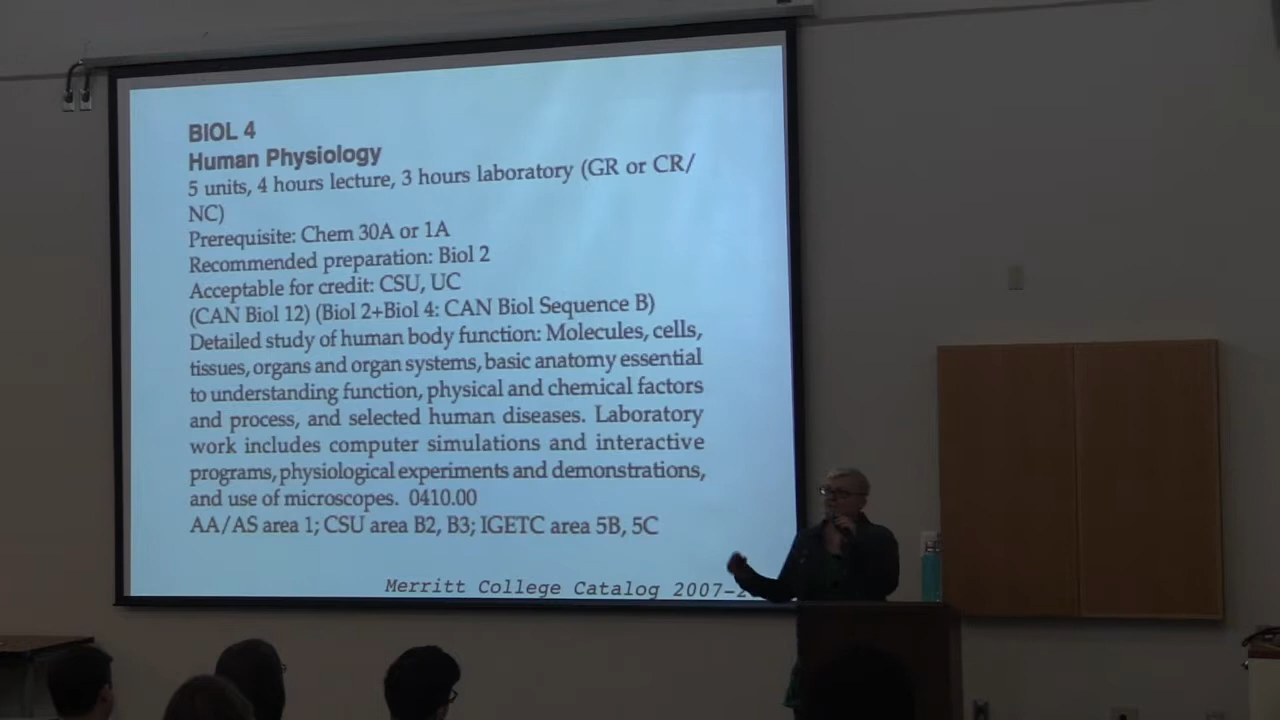 BIOL 4
Human Physiology
5 units, 4 hours lecture, 3 hours laboratory (GR or CR/
NC)
Prerequisite: Chem 30A or 1A
Recommended preparation: Biol 2
Acceptable for credit: CSU, UC
(CAN Biol 12) (Biol 2+Biol 4: CAN Biol Sequence B)
Detailed study of human body function: Molecules, cells,
tissues, organs and organ systems, basic anatomy essential
to understanding function, physical and chemical factors
and process, and selected human diseases. Laboratory
work includes computer simulations and interactive
programs, physiological experiments and demonstrations,
and use of microscopes. 0410.00
AA/AS area 1; CSU area B2, B3; IGETC area 5B, 5C
Merritt College Catalog 2007-